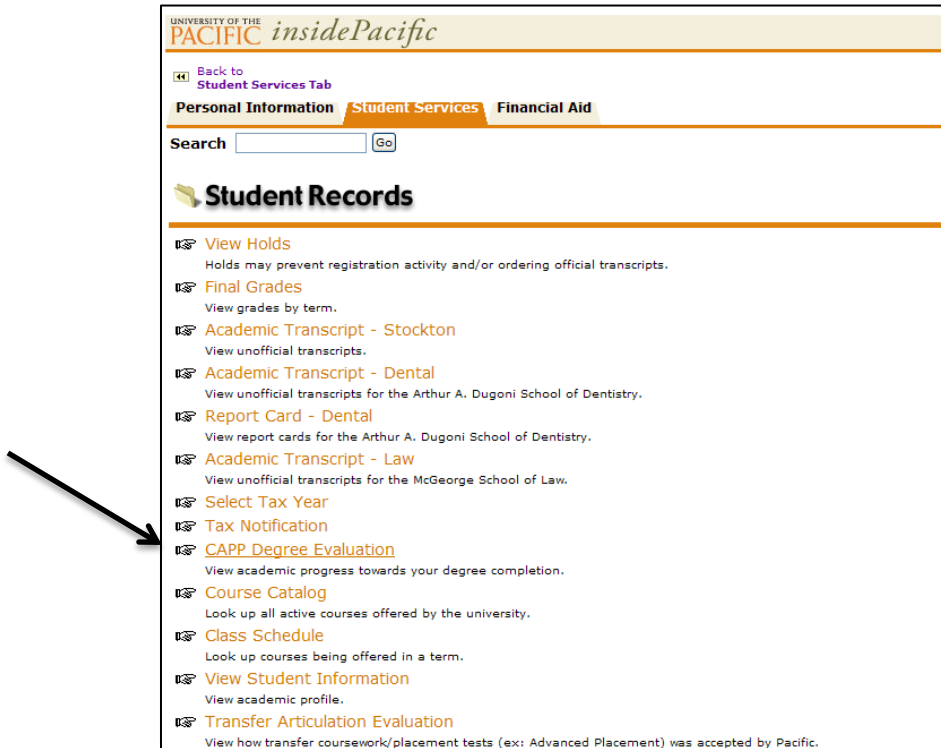 UNIVERSITY OF THE
PACIFIC insidePacific
Back to
Student Services Tab
Personal Information Student Services Financial Aid
Search Go
Student Records
View Holds
Holds may prevent registration activity and/or ordering official transcripts.
Final Grades
View grades by term.
Academic Transcript - Stockton
View unofficial transcripts.
Academic Transcript - Dental
View unofficial transcripts for the Arthur A. Dugoni School of Dentistry.
Report Card - Dental
View report cards for the Arthur A. Dugoni School of Dentistry.
Academic Transcript - Law
View unofficial transcripts for the McGeorge School of Law.
Select Tax Year
Tax Notification
CAPP Degree Evaluation
View academic progress towards your degree completion.
Course Catalog
Look up all active courses offered by the university.
Class Schedule
Look up courses being offered in a term.
View Student Information
View academic profile.
Transfer Articulation Evaluation
View how transfer coursework/placement tests (ex: Advanced Placement) was accepted by Pacific.